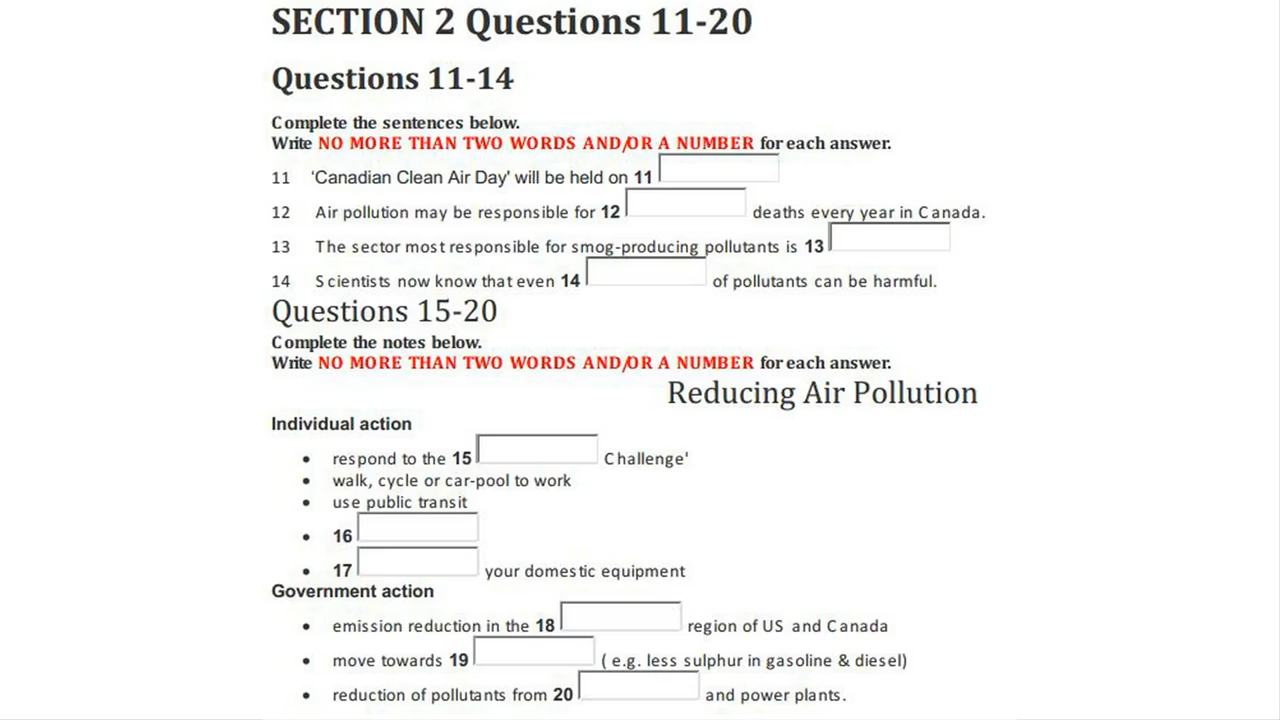 SECTION 2 Questions 11-20
Questions 11-14
Complete the sentences below.
Write NO MORE THAN TWO WORDS AND/OR A NUMBER for each answer.
11 'Canadian Clean Air Day' will be held on 11
12 Air pollution may be responsible for 12 deaths every year in Canada.
13 The sector most responsible for smog-producing pollutants is 13
14 Scientists now know that even 14 of pollutants can be harmful.
Questions 15-20
Complete the notes below.
Write NO MORE THAN TWO WORDS AND/OR A NUMBER for each answer.
Reducing Air Pollution
Individual action
• respond to the 15 Challenge'
• walk, cycle or car-pool to work
• use public transit
• 16
• 17 your domestic equipment
Government action
• emission reduction in the 18 region of US and Canada
• move towards 19 ( e.g. less sulphur in gasoline & diesel)
• reduction of pollutants from 20 and power plants.